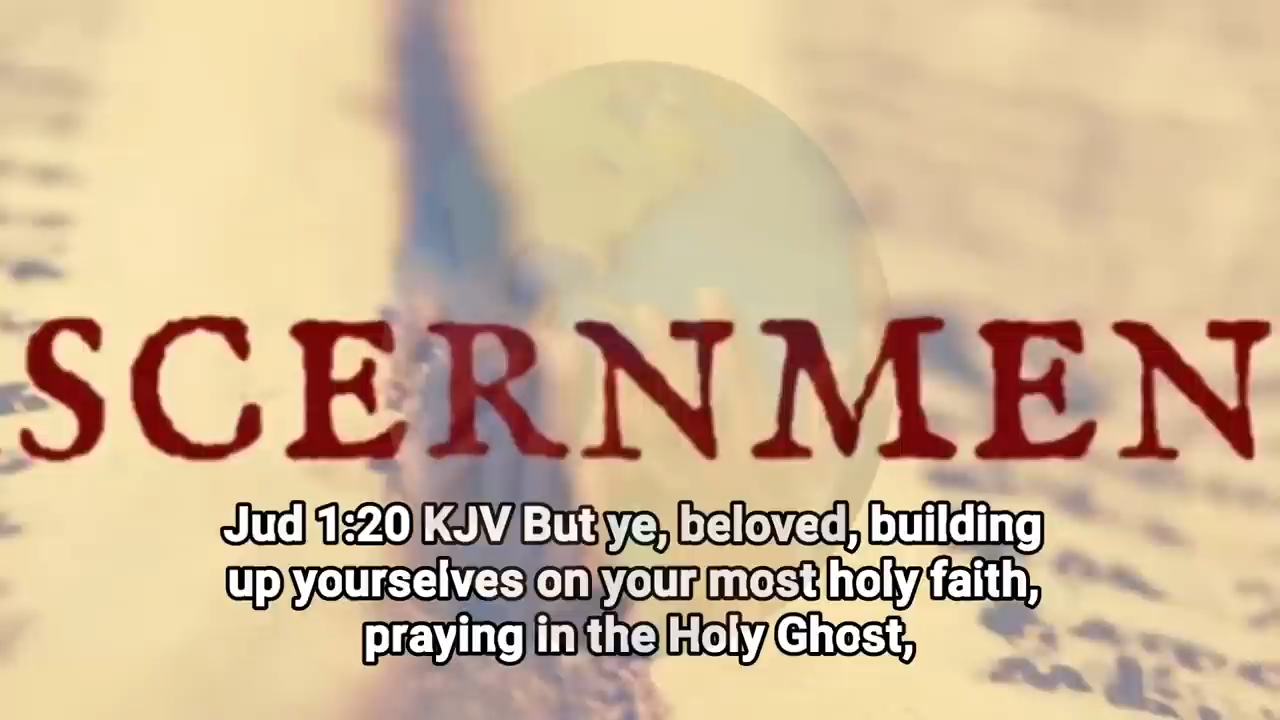 SCERNMEN
Jud 1:20 KJV But ye, beloved, building
up yourselves on your most holy faith,
praying in the Holy Ghost,